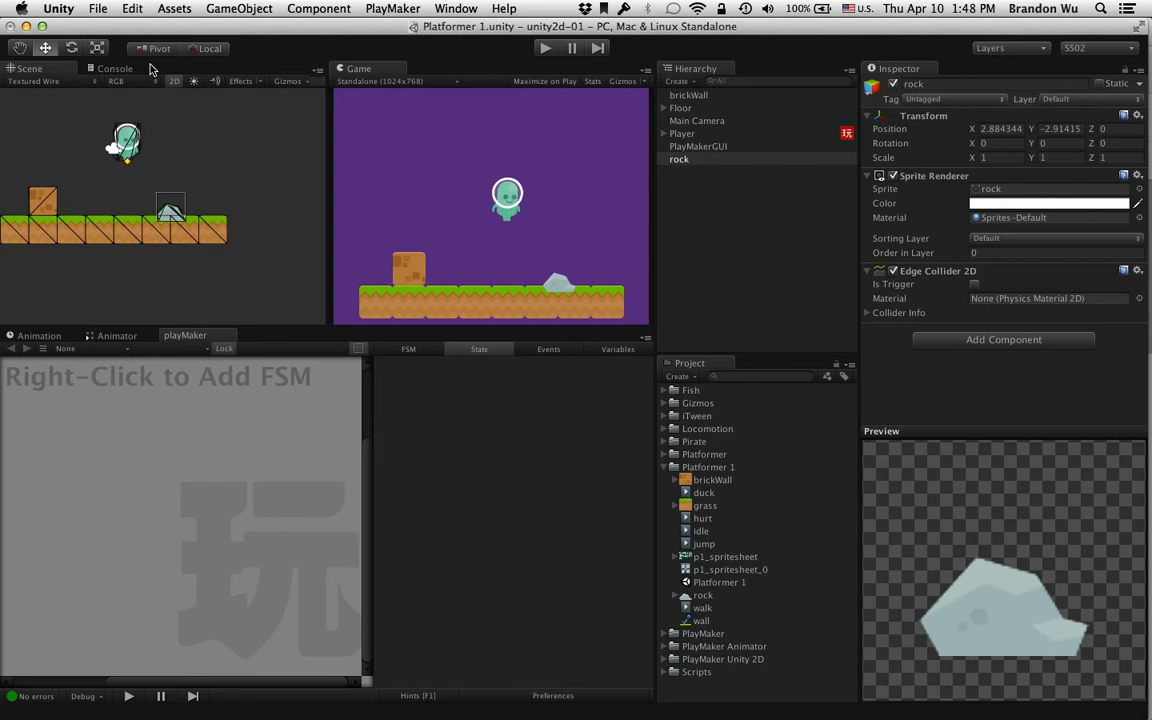 Unity File Edit Assets GameObject Component PlayMaker Window Help 100% U.S. Thu Apr 10 1:48 PM Brandon Wu
Platformer 1.unity - unity2d-01 - PC, Mac & Linux Standalone
Pivot Local Layers SS02
Scene Console Game Hierarchy Inspector
Textured Wire RGB 2D Effects Gizmos
Standalone (1024x768) Maximize on Play Stats Gizmos
Create All
brickWall
Floor
Main Camera
Player 玩
PlayMakerGUI
rock
rock Static
Tag Untagged Layer Default
Transform
Position X 2.884344 Y -2.91415 Z 0
Rotation X 0 Y 0 Z 0
Scale X 1 Y 1 Z 1
Sprite Renderer
Sprite rock
Color
Material Sprites-Default
Sorting Layer Default
Order in Layer 0
Edge Collider 2D
Is Trigger
Material None (Physics Material 2D)
Collider Info
Add Component
Animation Animator playMaker
None Lock FSM State Events Variables
Right-Click to Add FSM
玩
No errors Debug Hints [F1] Preferences
Project
Create
Fish
Gizmos
iTween
Locomotion
Pirate
Platformer
Platformer 1
brickWall
duck
grass
hurt
idle
jump
p1_spritesheet
p1_spritesheet_0
Platformer 1
rock
walk
wall
PlayMaker
PlayMaker Animator
PlayMaker Unity 2D
Scripts
Preview